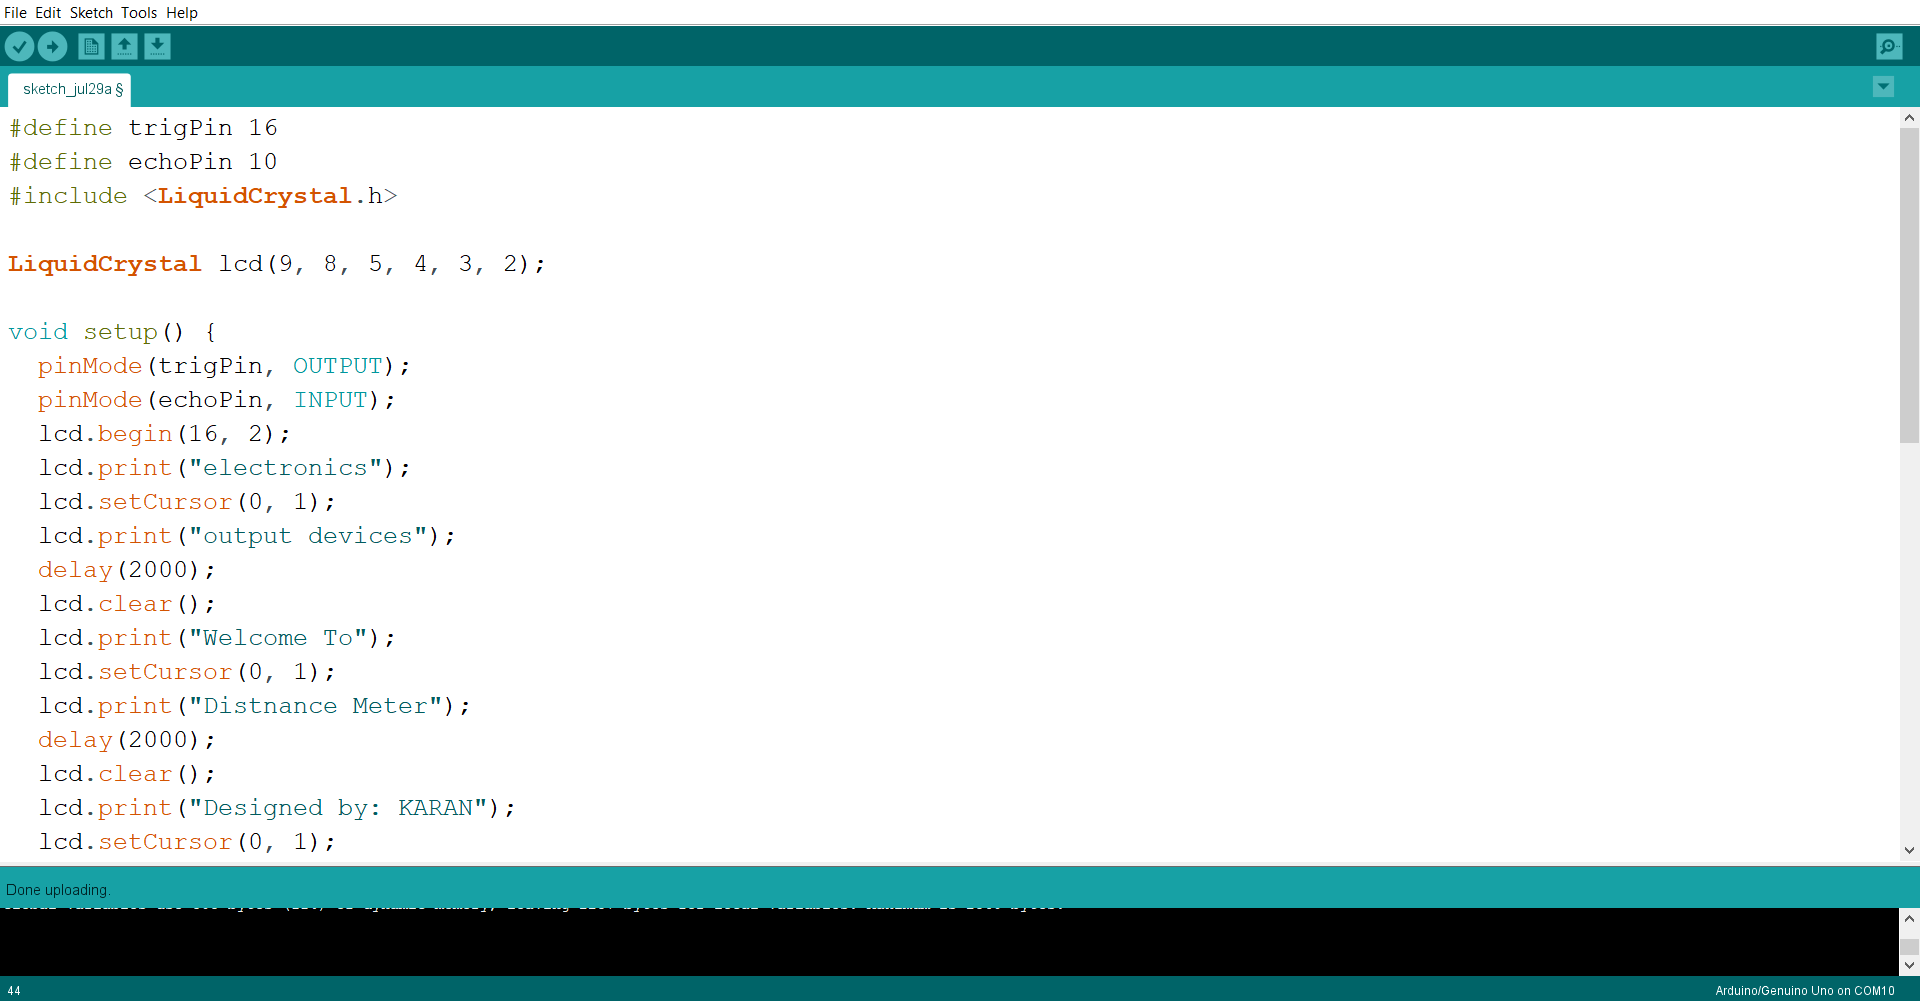 File Edit Sketch Tools Help
sketch_jul29a §
#define trigPin 16
#define echoPin 10
#include <LiquidCrystal.h>
LiquidCrystal lcd(9, 8, 5, 4, 3, 2);
void setup() {
  pinMode(trigPin, OUTPUT);
  pinMode(echoPin, INPUT);
  lcd.begin(16, 2);
  lcd.print("electronics");
  lcd.setCursor(0, 1);
  lcd.print("output devices");
  delay(2000);
  lcd.clear();
  lcd.print("Welcome To");
  lcd.setCursor(0, 1);
  lcd.print("Distnance Meter");
  delay(2000);
  lcd.clear();
  lcd.print("Designed by: KARAN");
  lcd.setCursor(0, 1);
Done uploading.
44
Arduino/Genuino Uno on COM10